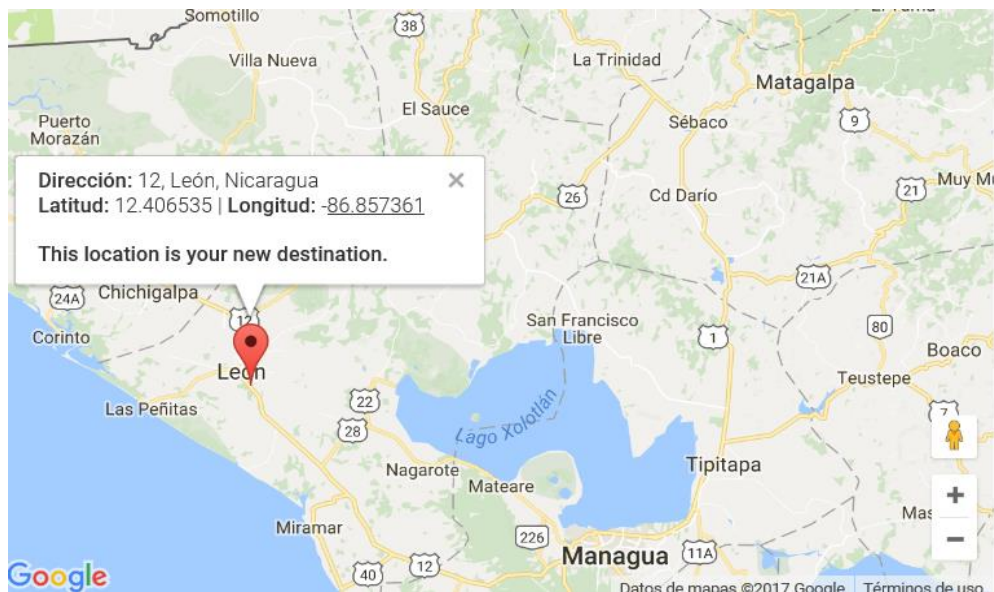 Somotillo
38
Villa Nueva
La Trinidad
Matagalpa
El Sauce
Puerto
Morazán
Sébaco
9
Dirección: 12, León, Nicaragua
×
Latitud: 12.406535 | Longitud: -86.857361
This location is your new destination.
26
Cd Darío
21
Muy Mu
21A
24A
Chichigalpa
12
Corinto
San Francisco
Libre
1
80
Boaco
León
Teustepe
Las Peñitas
22
28
Lago Xolotlán
7
Nagarote
Mateare
Tipitapa
+
Mas
−
Miramar
226
Managua
11A
12
40
Google
Datos de mapas ©2017 Google
Términos de uso